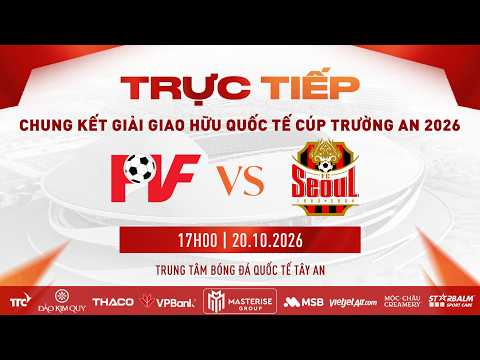 TRỰC TIẾP
CHUNG KẾT GIẢI GIAO HỮU QUỐC TẾ CÚP TRƯỜNG AN 2026
PVF VS FC SEOUL
17H00 | 20.10.2026
TRUNG TÂM BÓNG ĐÁ QUỐC TẾ TÂY AN
TTC ĐÀO KIM QUY THACO VPBank MASTERISE GROUP MSB vietjetAir.com MỘC CHÂU CREAMERY STARBALM SPORT CARE